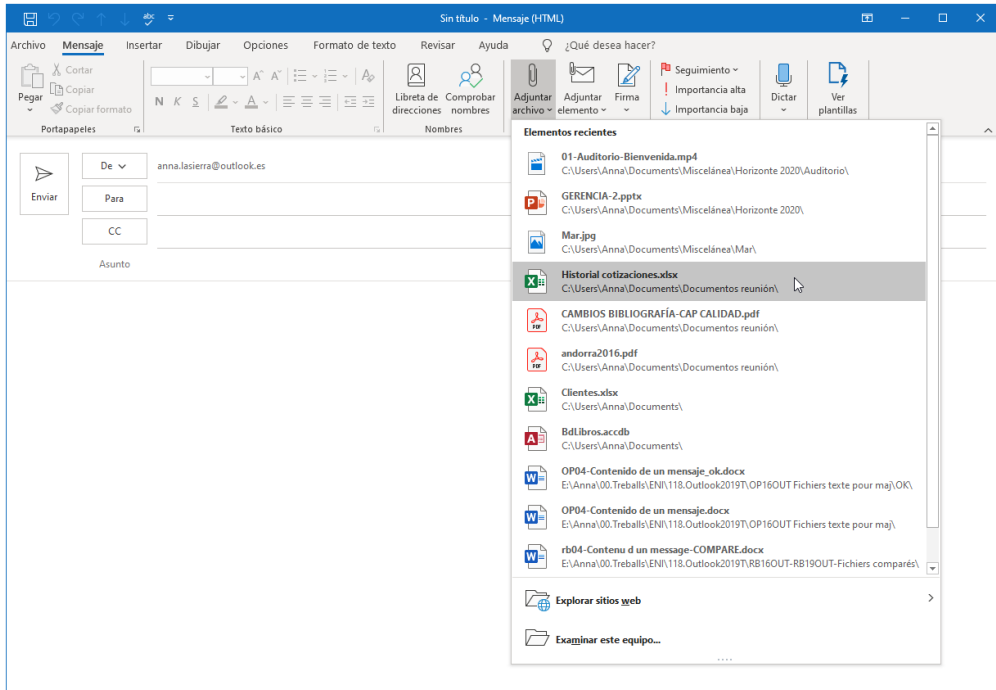 abc
Sin título - Mensaje (HTML)
Archivo Mensaje Insertar Dibujar Opciones Formato de texto Revisar Ayuda ¿Qué desea hacer?
Pegar
Cortar
Copiar
Copiar formato
Portapapeles
N K S A A A A
Texto básico
Libreta de direcciones
Comprobar nombres
Nombres
Adjuntar archivo
Adjuntar elemento
Firma
Seguimiento
Importancia alta
Importancia baja
Dictar
Ver plantillas
Enviar
De
anna.lasierra@outlook.es
Para
CC
Asunto
Elementos recientes
01-Auditorio-Bienvenida.mp4
C:\Users\Anna\Documents\Miscelánea\Horizonte 2020\Auditorio\
GERENCIA-2.pptx
C:\Users\Anna\Documents\Miscelánea\Horizonte 2020\
Mar.jpg
C:\Users\Anna\Documents\Miscelánea\Mar\
Historial cotizaciones.xlsx
C:\Users\Anna\Documents\Documentos reunión\
CAMBIOS BIBLIOGRAFÍA-CAP CALIDAD.pdf
C:\Users\Anna\Documents\Documentos reunión\
andorra2016.pdf
C:\Users\Anna\Documents\Documentos reunión\
Clientes.xlsx
C:\Users\Anna\Documents\
BdLibros.accdb
C:\Users\Anna\Documents\
OP04-Contenido de un mensaje_ok.docx
E:\Anna\00.Treballs\ENI\118.Outlook2019T\OP16OUT Fichiers texte pour maj\OK\
OP04-Contenido de un mensaje.docx
E:\Anna\00.Treballs\ENI\118.Outlook2019T\OP16OUT Fichiers texte pour maj\
rb04-Contenu d un message-COMPARE.docx
E:\Anna\00.Treballs\ENI\118.Outlook2019T\RB16OUT-RB19OUT-Fichiers comparés\
Explorar sitios web
Examinar este equipo...